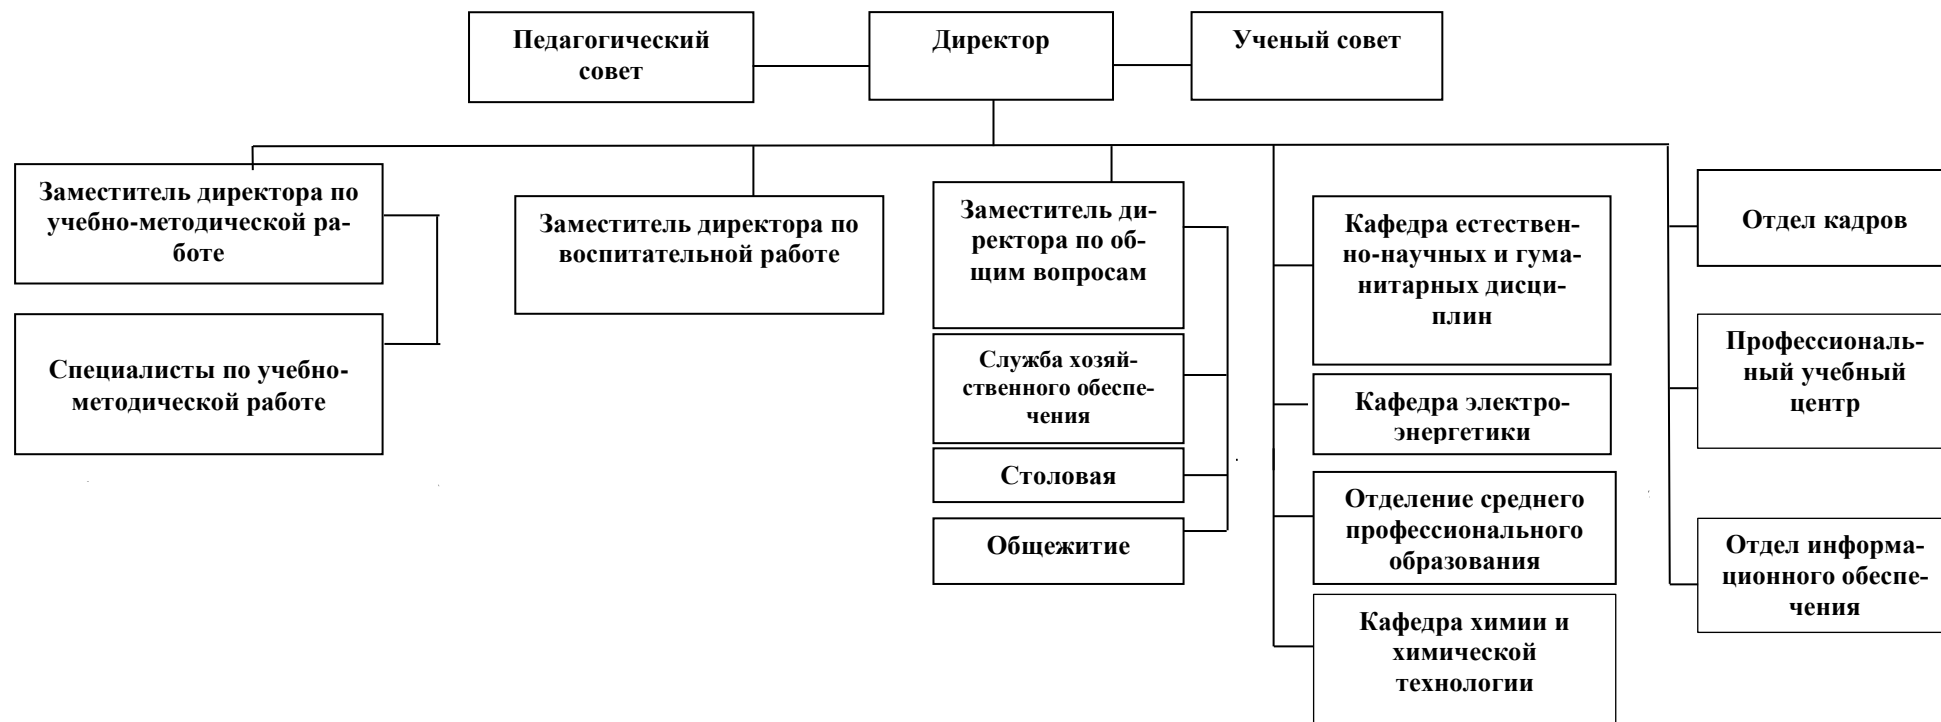 Педагогический
совет
Директор
Ученый совет
Заместитель директора по
учебно-методической ра-
боте
Специалисты по учебно-
методической работе
Заместитель директора по
воспитательной работе
Заместитель ди-
ректора по об-
щим вопросам
Служба хозяй-
ственного обеспе-
чения
Столовая
Общежитие
Кафедра естествен-
но-научных и гума-
нитарных дисци-
плин
Кафедра электро-
энергетики
Отделение среднего
профессионального
образования
Кафедра химии и
химической
технологии
Отдел кадров
Профессиональ-
ный учебный
центр
Отдел информа-
ционного обеспе-
чения